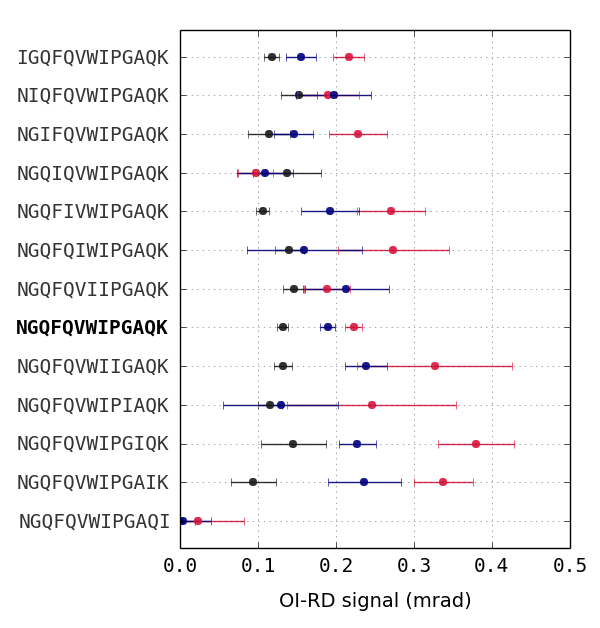 IGQFQVWIPGAQK
NIQFQVWIPGAQK
NGIFQVWIPGAQK
NGQIQVWIPGAQK
NGQFIVWIPGAQK
NGQFQIWIPGAQK
NGQFQVIIPGAQK
NGQFQVWIPGAQK
NGQFQVWIIGAQK
NGQFQVWIPIAQK
NGQFQVWIPGIQK
NGQFQVWIPGAIK
NGQFQVWIPGAQI
0.0 0.1 0.2 0.3 0.4 0.5
OI-RD signal (mrad)